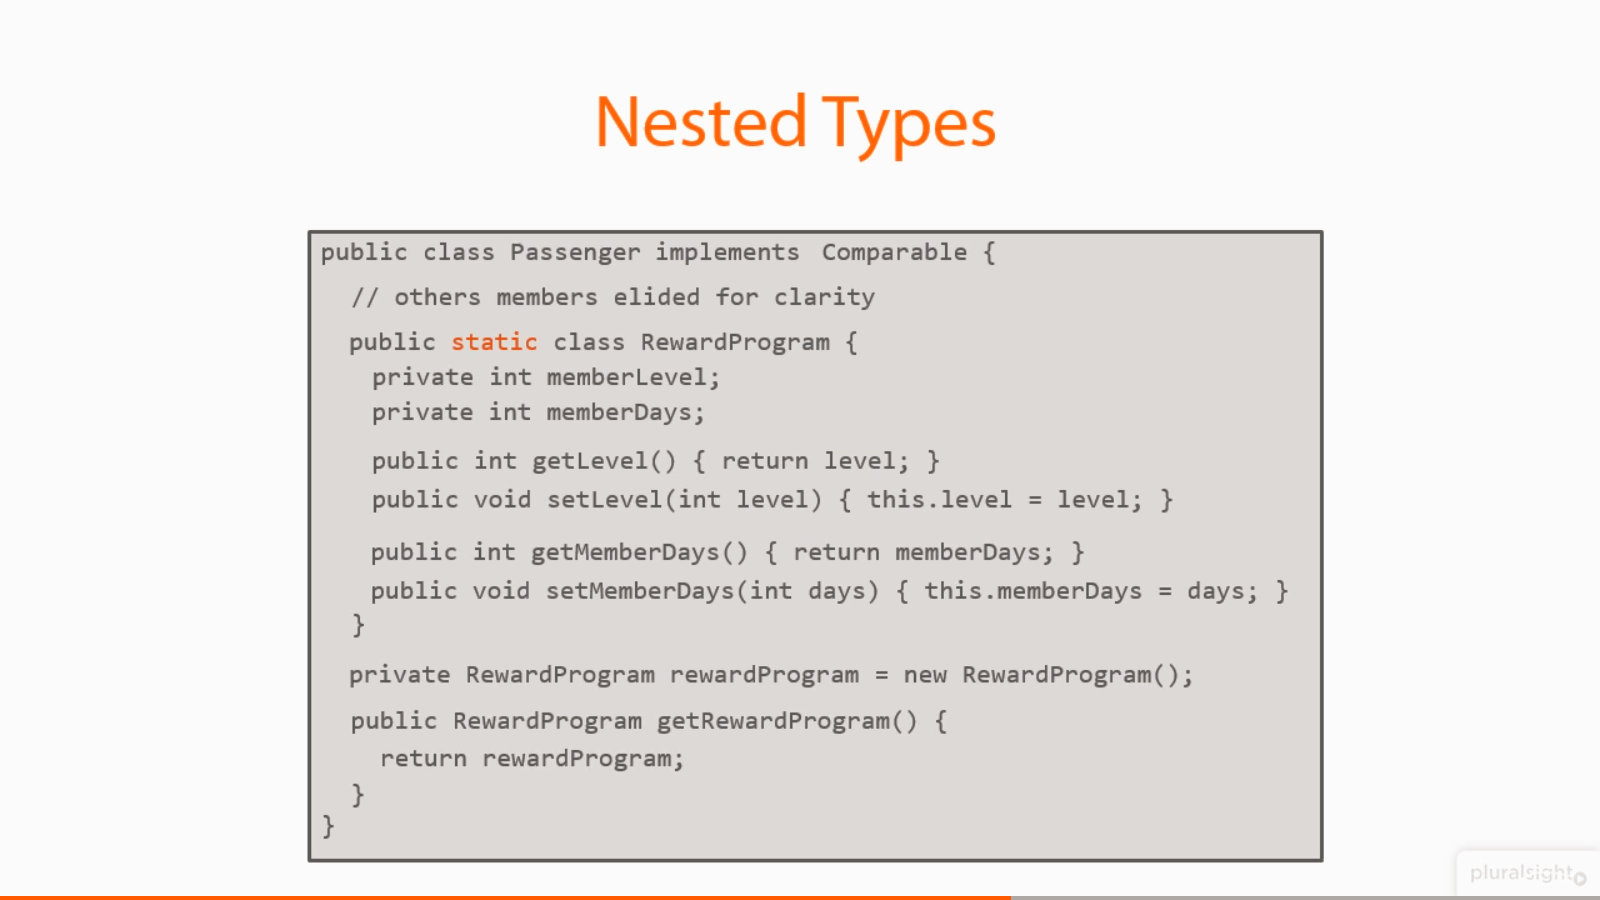 Nested Types
public class Passenger implements Comparable {
// others members elided for clarity
public static class RewardProgram {
private int memberLevel;
private int memberDays;
public int getLevel() { return level; }
public void setLevel(int level) { this.level = level; }
public int getMemberDays() { return memberDays; }
public void setMemberDays(int days) { this.memberDays = days; }
}
private RewardProgram rewardProgram = new RewardProgram();
public RewardProgram getRewardProgram() {
return rewardProgram;
}
}
pluralsight